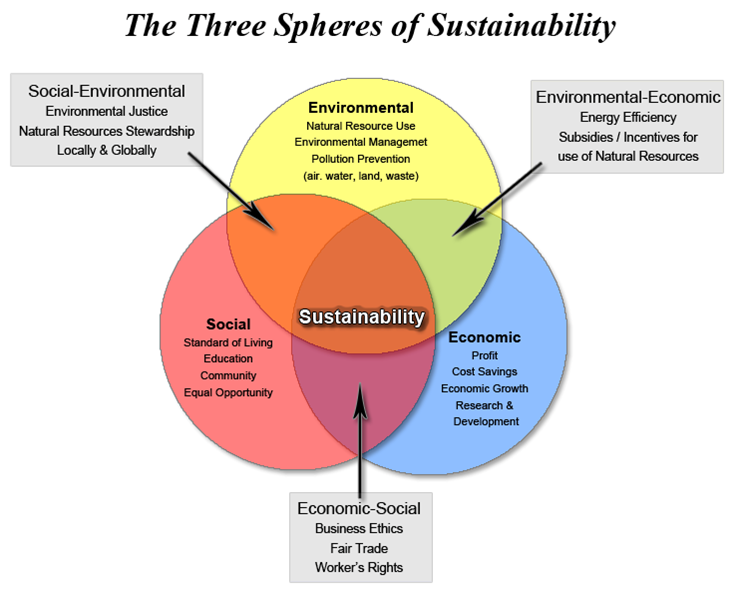 The Three Spheres of Sustainability
Social-Environmental
Environmental Justice
Natural Resources Stewardship
Locally & Globally
Environmental
Natural Resource Use
Environmental Managemet
Pollution Prevention
(air. water, land, waste)
Environmental-Economic
Energy Efficiency
Subsidies / Incentives for
use of Natural Resources
Sustainability
Social
Standard of Living
Education
Community
Equal Opportunity
Economic
Profit
Cost Savings
Economic Growth
Research &
Development
Economic-Social
Business Ethics
Fair Trade
Worker's Rights